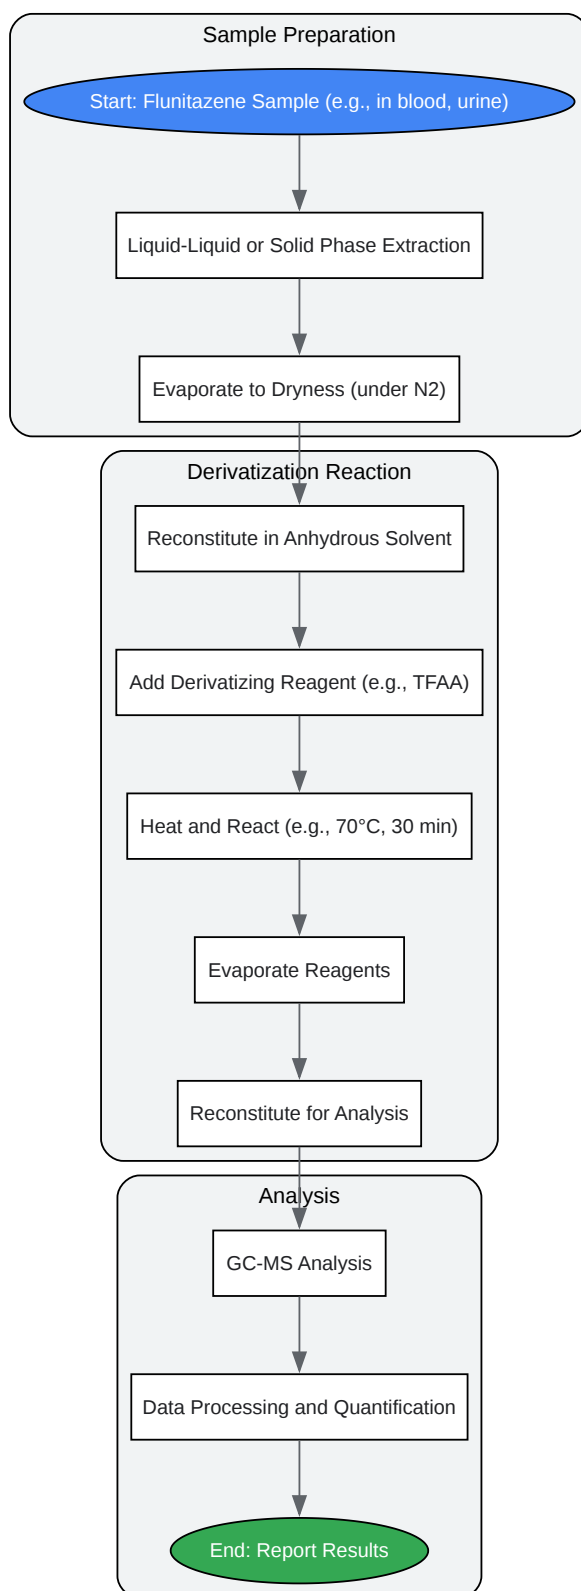 Sample Preparation
Start: Flunitazene Sample (e.g., in blood, urine)
Liquid-Liquid or Solid Phase Extraction
Evaporate to Dryness (under N2)
Derivatization Reaction
Reconstitute in Anhydrous Solvent
Add Derivatizing Reagent (e.g., TFAA)
Heat and React (e.g., 70°C, 30 min)
Evaporate Reagents
Reconstitute for Analysis
Analysis
GC-MS Analysis
Data Processing and Quantification
End: Report Results